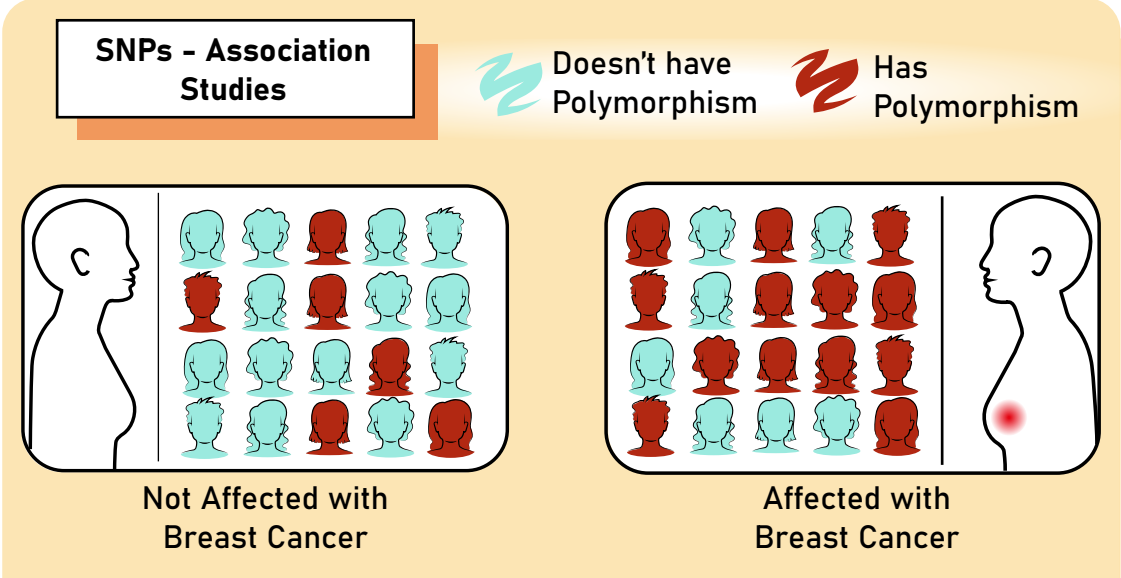 SNPs - Association
Studies
Doesn't have
Polymorphism
Has
Polymorphism
Not Affected with
Breast Cancer
Affected with
Breast Cancer